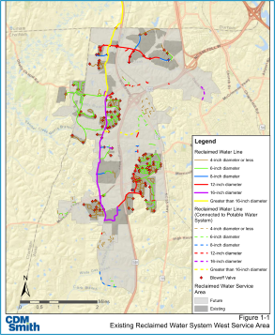 Legend
Reclaimed Water Line
4-inch diameter or less
6-inch diameter
8-inch diameter
12-inch diameter
16-inch diameter
Greater than 16-inch diameter
Reclaimed Water Line
(Connected to Potable Water
System)
4-inch diameter or less
6-inch diameter
8-inch diameter
12-inch diameter
16-inch diameter
Greater than 16-inch diameter
Blowoff Valve
Reclaimed Water Service
Area
Future
Existing
N
Miles
CDM
Smith
Figure 1-1
Existing Reclaimed Water System West Service Area